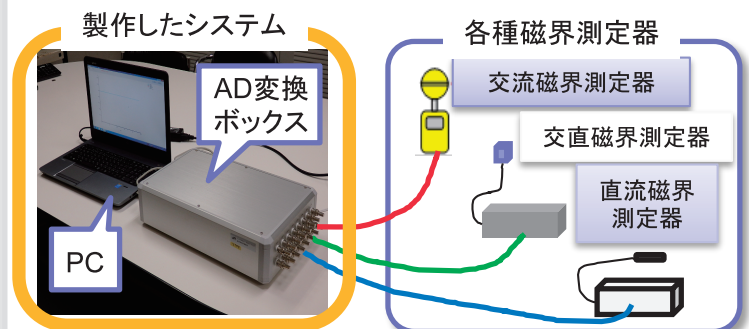 製作したシステム
AD変換
ボックス
PC
各種磁界測定器
交流磁界測定器
交直磁界測定器
直流磁界
測定器